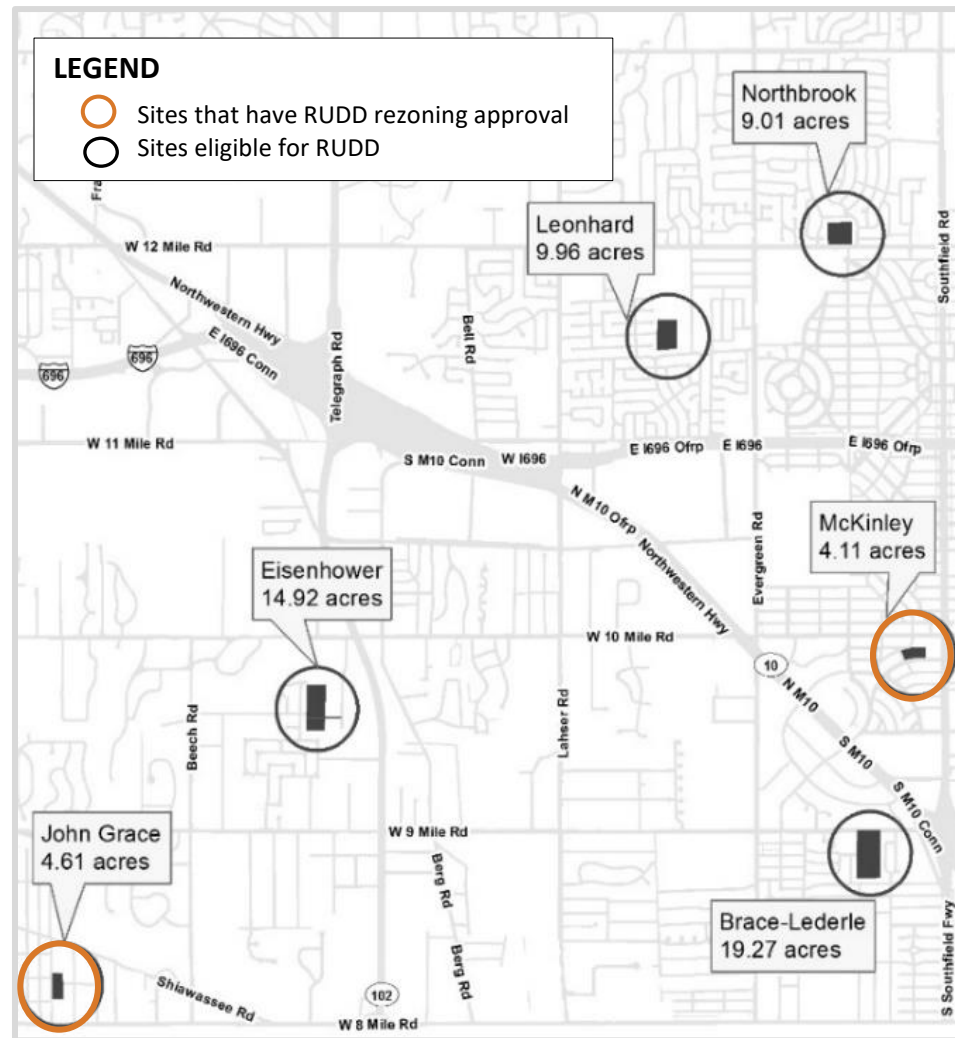 LEGEND
Sites that have RUDD rezoning approval
Sites eligible for RUDD
Northbrook
9.01 acres
Fra
Leonhard
9.96 acres
Southfield Rd
W 12 Mile Rd
Northwestern Hwy
E I696 Conn
Telegraph Rd
Bell Rd
696
696
W 11 Mile Rd
S M10 Conn
W I696
E I696 Ofrp
E I696
E I696 Ofrp
N M10 Ofrp
Northwestern Hwy
Evergreen Rd
McKinley
4.11 acres
Eisenhower
14.92 acres
W 10 Mile Rd
10
N M10
S M10
S M10 Conn
Beech Rd
Lahser Rd
John Grace
4.61 acres
W 9 Mile Rd
Berg Rd
Berg Rd
Brace-Lederle
19.27 acres
S Southfield Fwy
Shiawassee Rd
102
W 8 Mile Rd